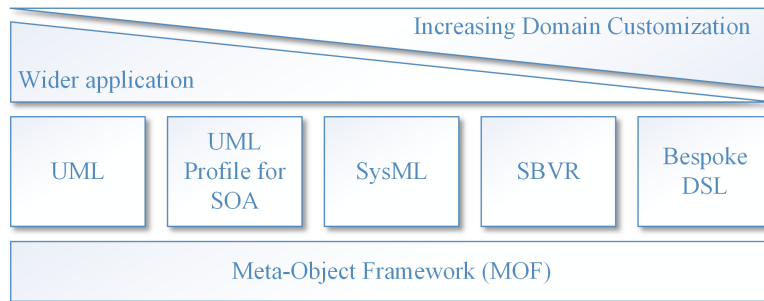 Increasing Domain Customization
Wider application
UML
UML
Profile for
SOA
SysML
SBVR
Bespoke
DSL
Meta-Object Framework (MOF)